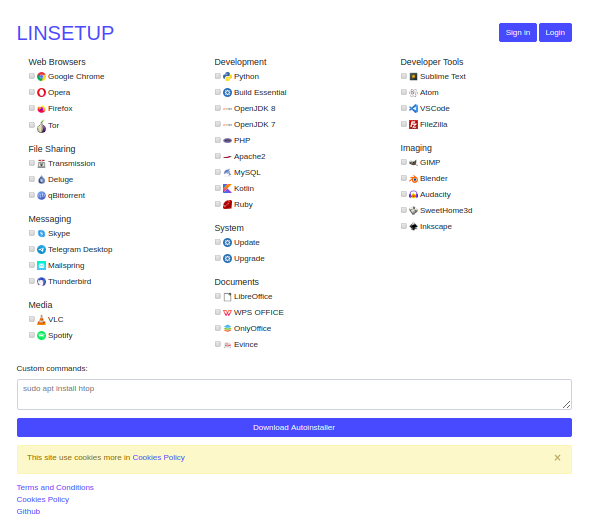 LINSETUP
Sign in
Login
Web Browsers
Google Chrome
Opera
Firefox
Tor
File Sharing
Transmission
Deluge
qBittorrent
Messaging
Skype
Telegram Desktop
Mailspring
Thunderbird
Media
VLC
Spotify
Development
Python
Build Essential
OpenJDK 8
OpenJDK 7
PHP
Apache2
MySQL
Kotlin
Ruby
System
Update
Upgrade
Documents
LibreOffice
WPS OFFICE
OnlyOffice
Evince
Developer Tools
Sublime Text
Atom
VSCode
FileZilla
Imaging
GIMP
Blender
Audacity
SweetHome3d
Inkscape
Custom commands:
sudo apt install htop
Download Autoinstaller
This site use cookies more in Cookies Policy
Terms and Conditions
Cookies Policy
Github